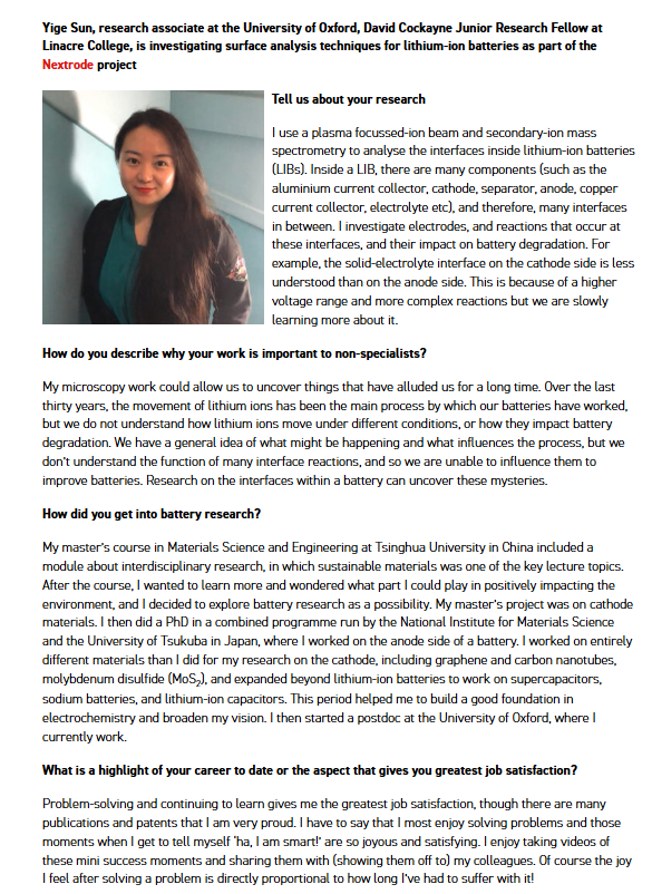 Yige Sun, research associate at the University of Oxford, David Cockayne Junior Research Fellow at
Linacre College, is investigating surface analysis techniques for lithium-ion batteries as part of the
Nextrode project
Tell us about your research
I use a plasma focussed-ion beam and secondary-ion mass
spectrometry to analyse the interfaces inside lithium-ion batteries
(LIBs). Inside a LIB, there are many components (such as the
aluminium current collector, cathode, separator, anode, copper
current collector, electrolyte etc), and therefore, many interfaces
in between. I investigate electrodes, and reactions that occur at
these interfaces, and their impact on battery degradation. For
example, the solid-electrolyte interface on the cathode side is less
understood than on the anode side. This is because of a higher
voltage range and more complex reactions but we are slowly
learning more about it.
How do you describe why your work is important to non-specialists?
My microscopy work could allow us to uncover things that have alluded us for a long time. Over the last
thirty years, the movement of lithium ions has been the main process by which our batteries have worked,
but we do not understand how lithium ions move under different conditions, or how they impact battery
degradation. We have a general idea of what might be happening and what influences the process, but we
don't understand the function of many interface reactions, and so we are unable to influence them to
improve batteries. Research on the interfaces within a battery can uncover these mysteries.
How did you get into battery research?
My master's course in Materials Science and Engineering at Tsinghua University in China included a
module about interdisciplinary research, in which sustainable materials was one of the key lecture topics.
After the course, I wanted to learn more and wondered what part I could play in positively impacting the
environment, and I decided to explore battery research as a possibility. My master's project was on cathode
materials. I then did a PhD in a combined programme run by the National Institute for Materials Science
and the University of Tsukuba in Japan, where I worked on the anode side of a battery. I worked on entirely
different materials than I did for my research on the cathode, including graphene and carbon nanotubes,
molybdenum disulfide (MoS₂), and expanded beyond lithium-ion batteries to work on supercapacitors,
sodium batteries, and lithium-ion capacitors. This period helped me to build a good foundation in
electrochemistry and broaden my vision. I then started a postdoc at the University of Oxford, where I
currently work.
What is a highlight of your career to date or the aspect that gives you greatest job satisfaction?
Problem-solving and continuing to learn gives me the greatest job satisfaction, though there are many
publications and patents that I am very proud. I have to say that I most enjoy solving problems and those
moments when I get to tell myself 'ha, I am smart!' are so joyous and satisfying. I enjoy taking videos of
these mini success moments and sharing them with (showing them off to) my colleagues. Of course the joy
I feel after solving a problem is directly proportional to how long I've had to suffer with it!